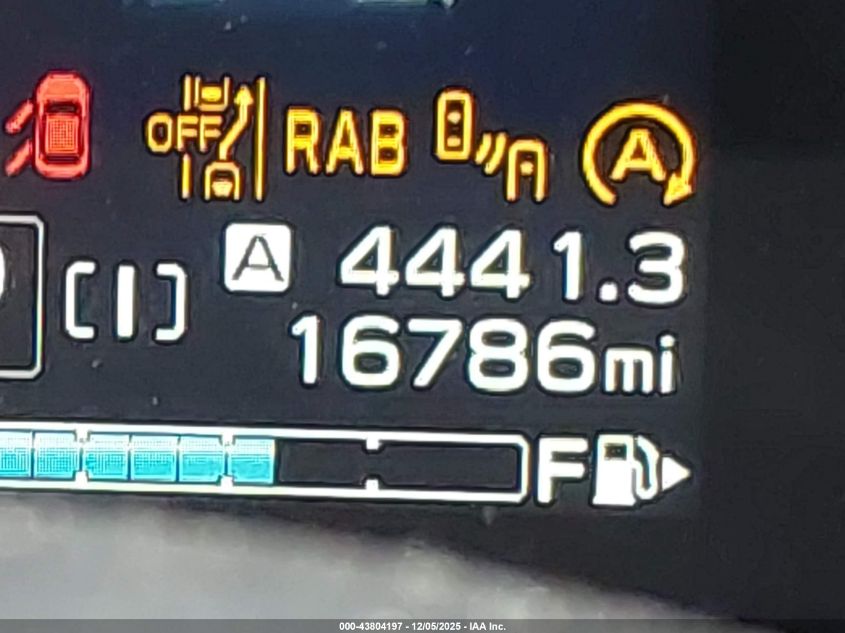 OFF RAB A
A 4441.3
16786mi
F
000-43804197 - 12/05/2025 - IAA Inc.